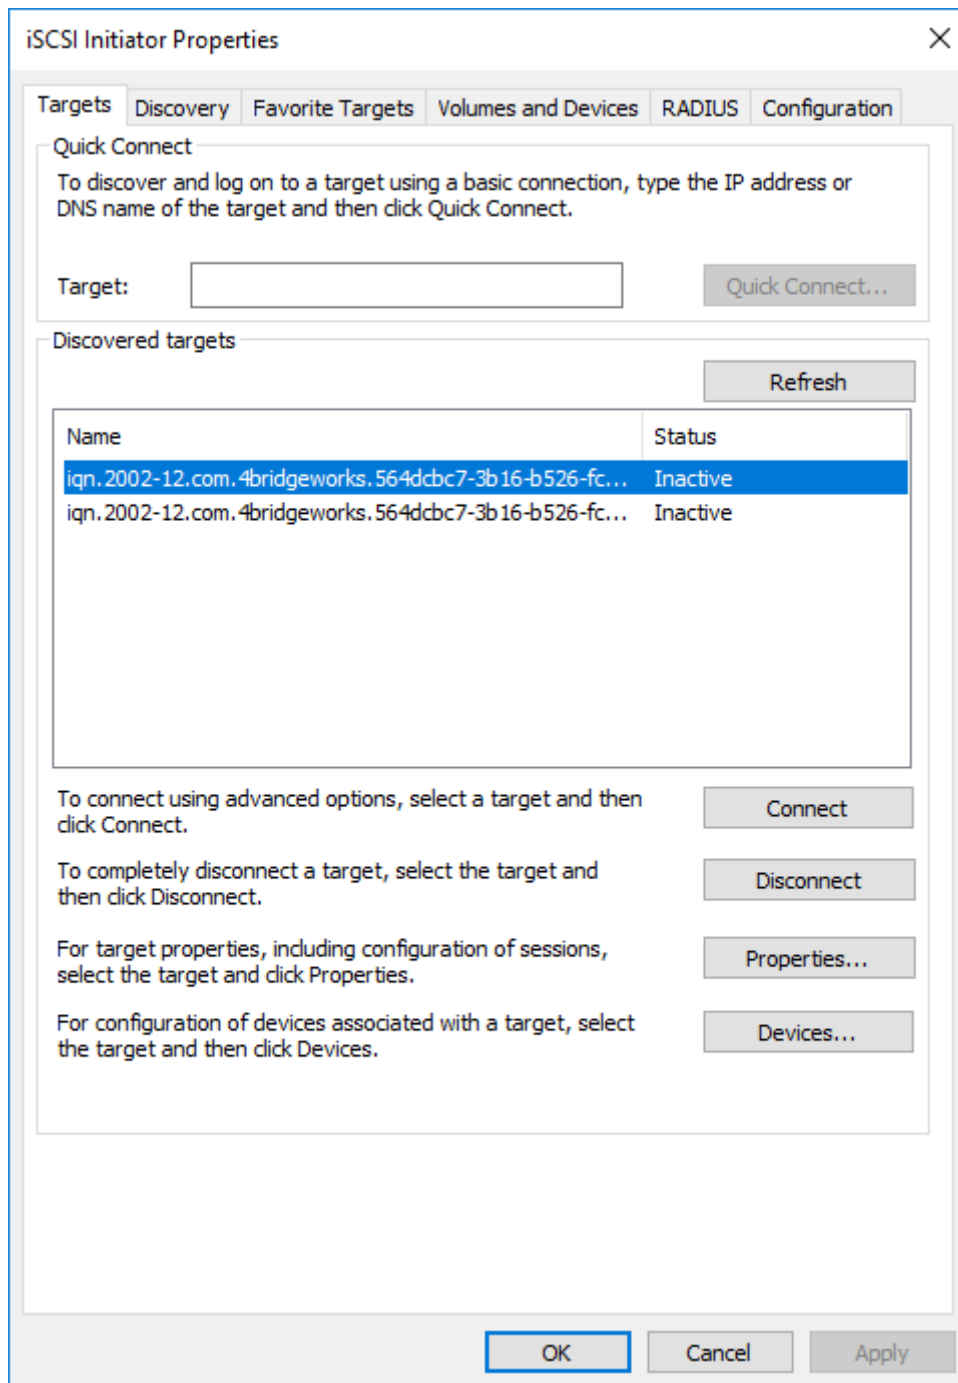 iSCSI Initiator Properties
Targets Discovery Favorite Targets Volumes and Devices RADIUS Configuration
Quick Connect
To discover and log on to a target using a basic connection, type the IP address or
DNS name of the target and then click Quick Connect.
Target:
Quick Connect...
Discovered targets
Refresh
Name Status
iqn.2002-12.com.4bridgeworks.564dcbc7-3b16-b526-fc... Inactive
iqn.2002-12.com.4bridgeworks.564dcbc7-3b16-b526-fc... Inactive
To connect using advanced options, select a target and then
click Connect.
Connect
To completely disconnect a target, select the target and
then click Disconnect.
Disconnect
For target properties, including configuration of sessions,
select the target and click Properties.
Properties...
For configuration of devices associated with a target, select
the target and then click Devices.
Devices...
OK Cancel Apply